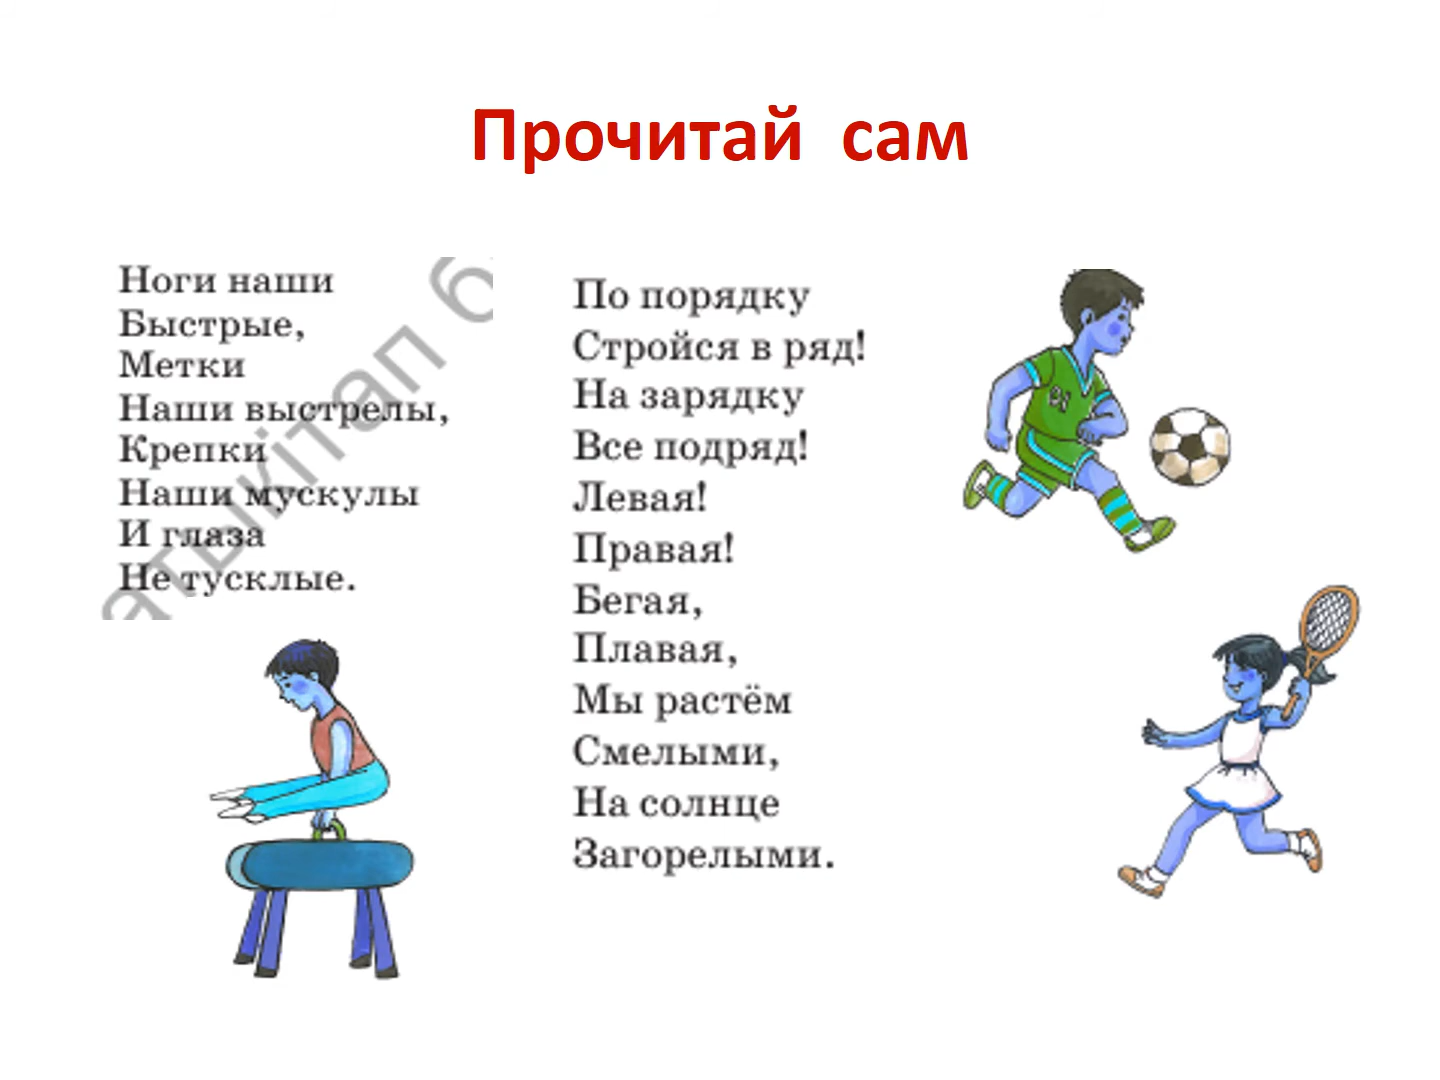 Прочитай сам
Ноги наши
Быстрые,
Метки
Наши выстрелы,
Крепки
Наши мускулы
И глаза
Не тусклые.
По порядку
Стройся в ряд!
На зарядку
Все подряд!
Левая!
Правая!
Бегая,
Плавая,
Мы растём
Смелыми,
На солнце
Загорелыми.